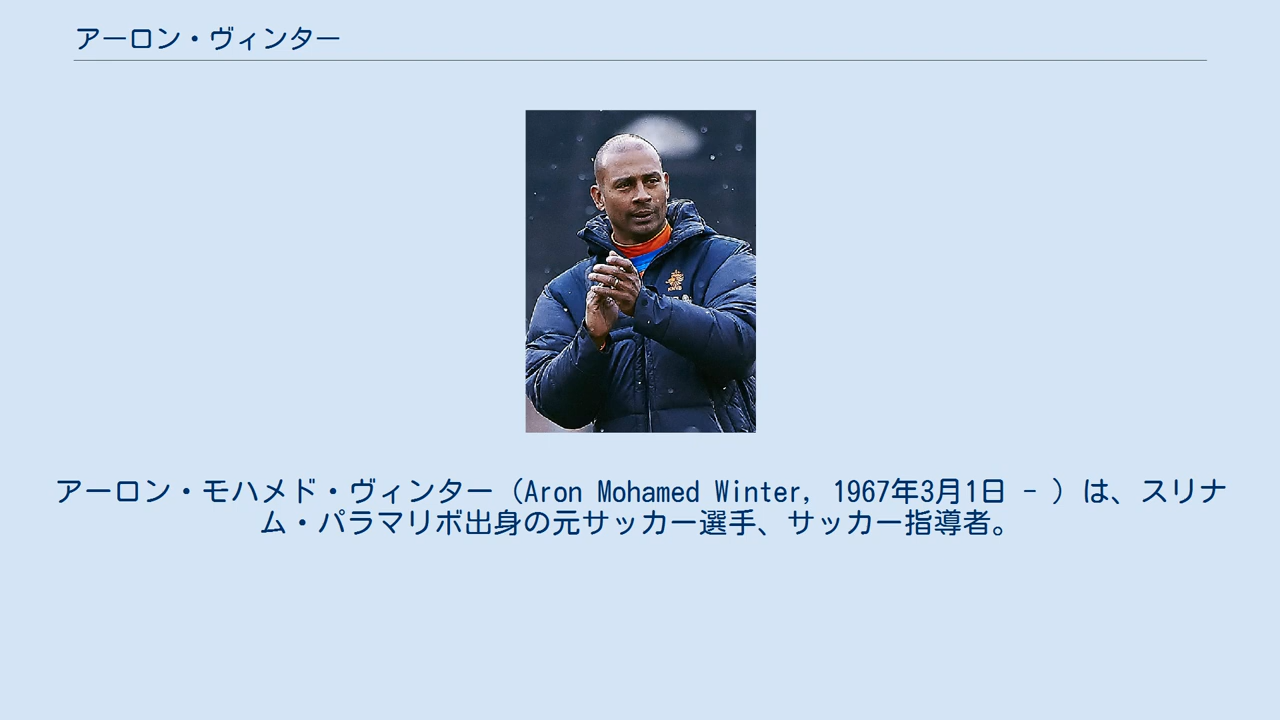 アーロン・ヴィンター
アーロン・モハメド・ヴィンター（Aron Mohamed Winter, 1967年3月1日 - ）は、スリナ
ム・パラマリボ出身の元サッカー選手、サッカー指導者。